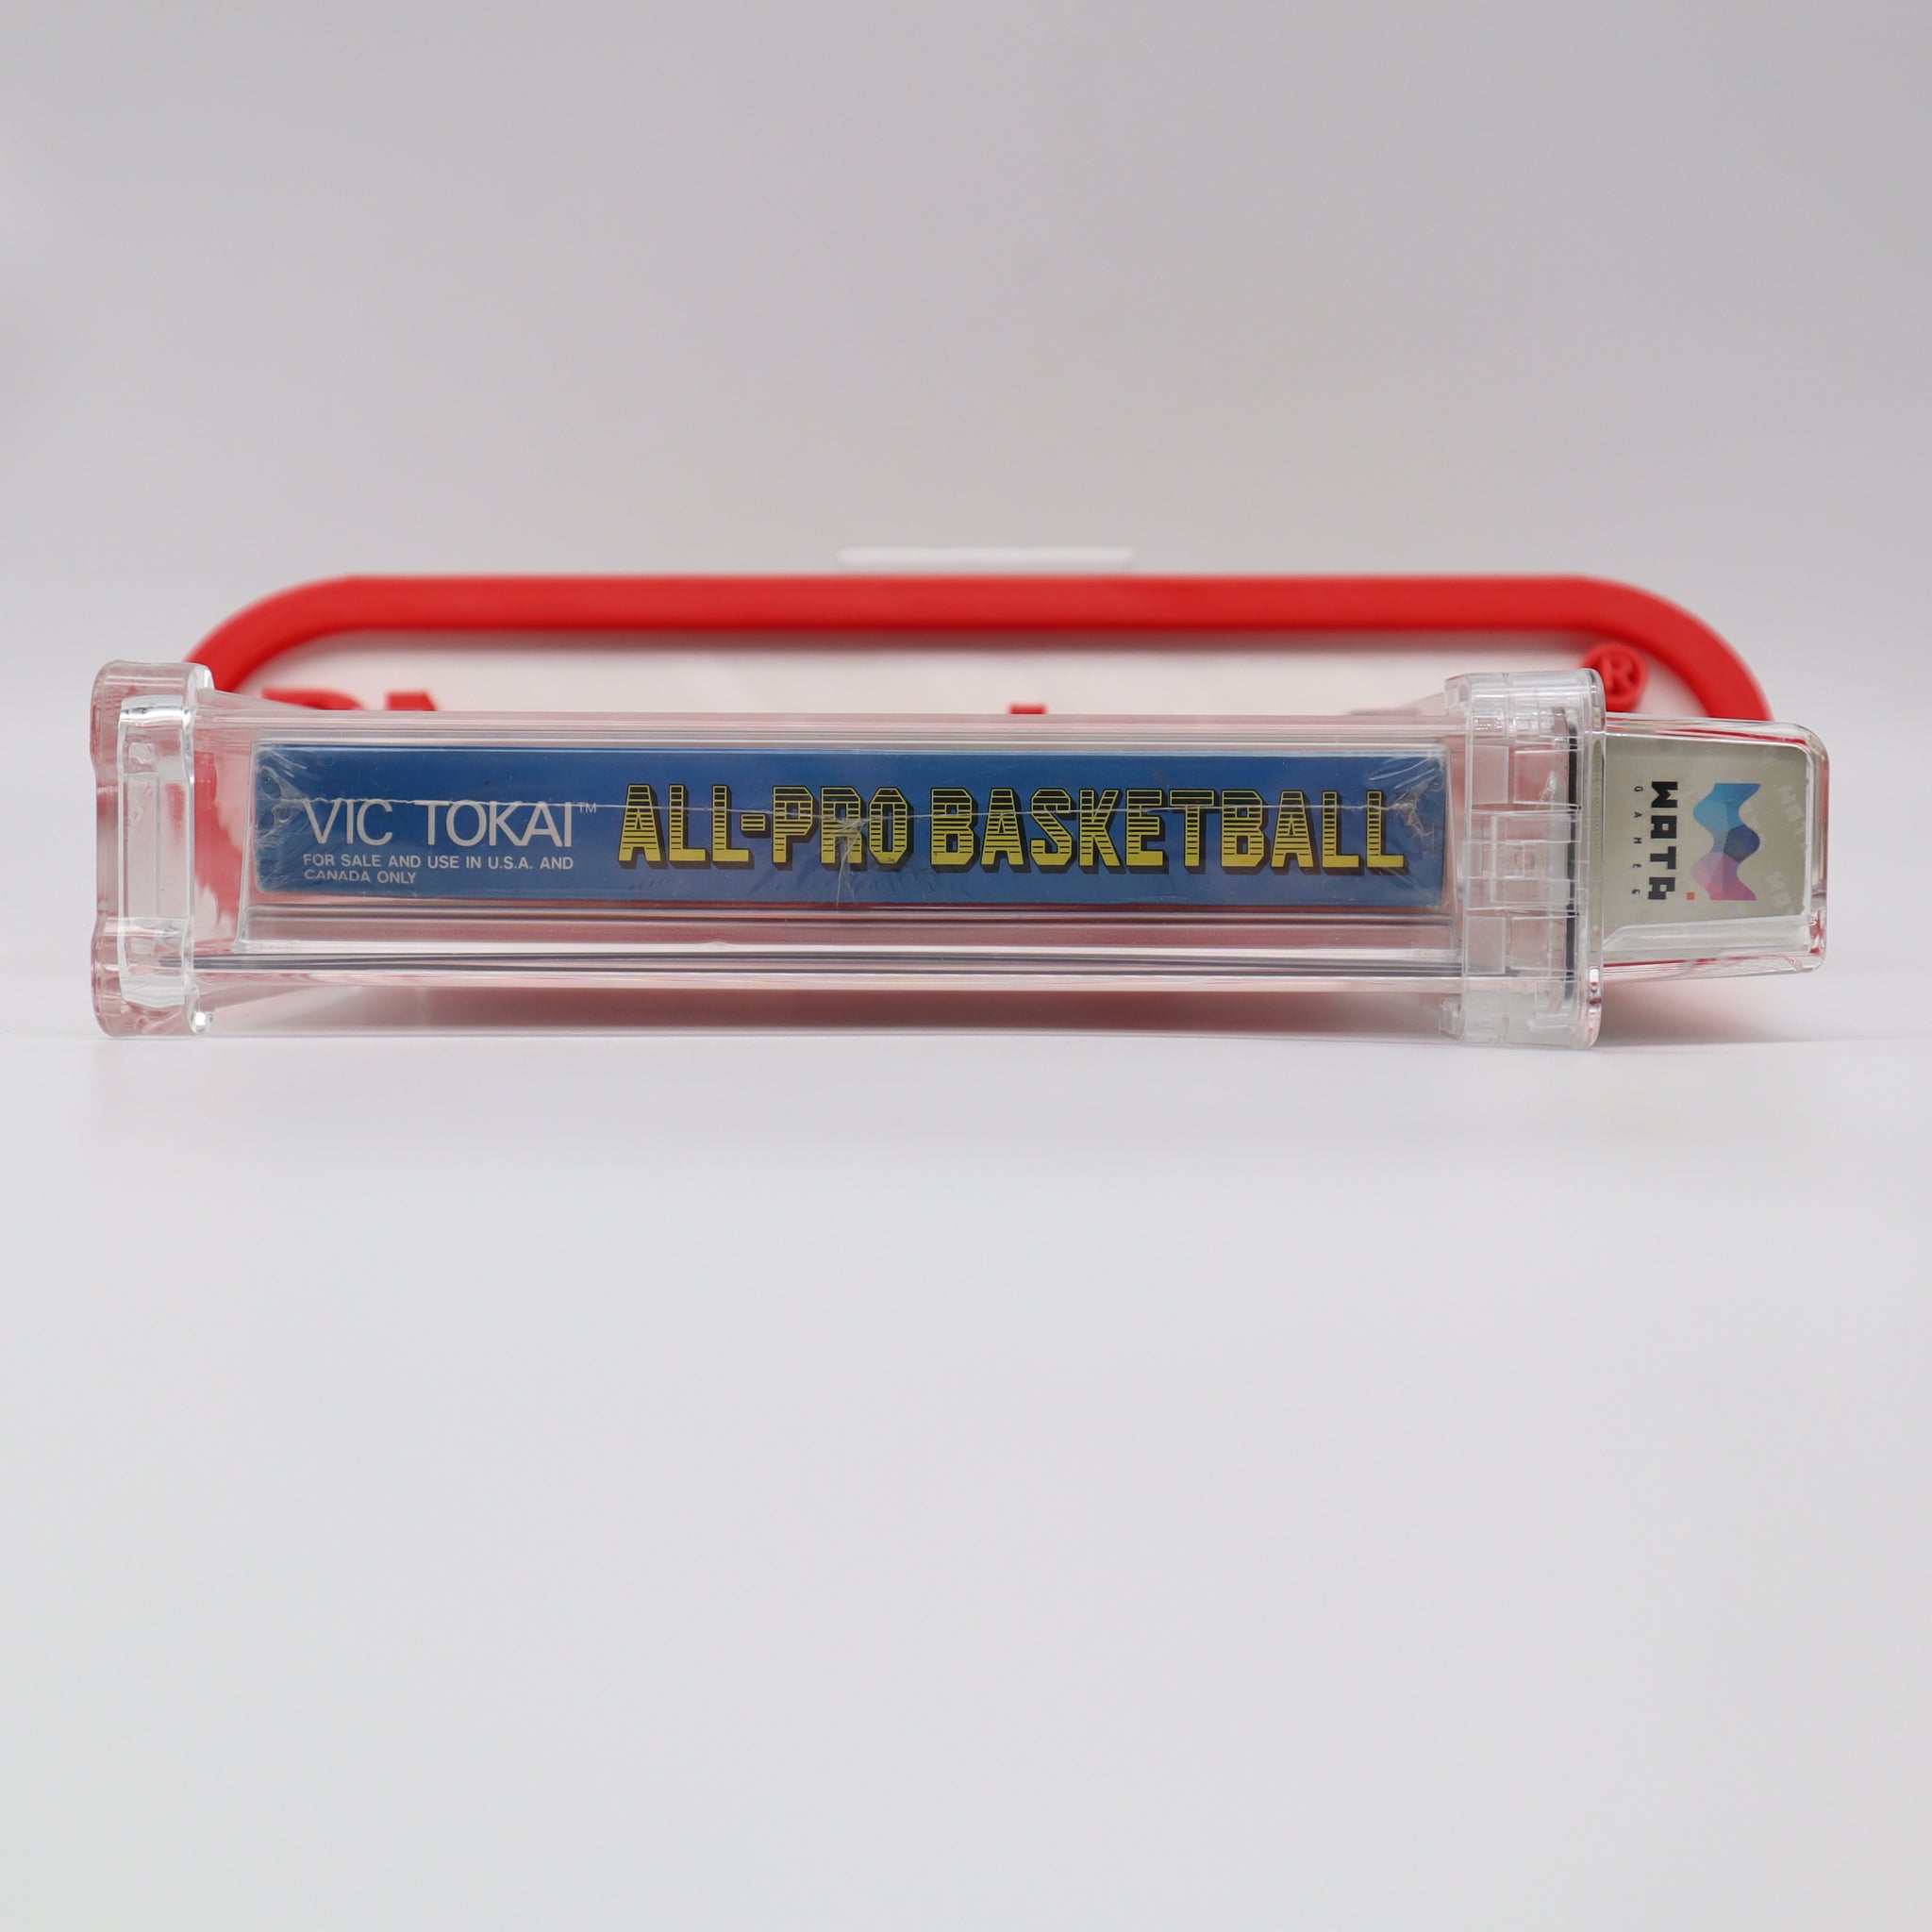 VIC TOKAI™
FOR SALE AND USE IN U.S.A. AND
CANADA ONLY
ALL-PRO BASKETBALL
WATA
GAMES
®